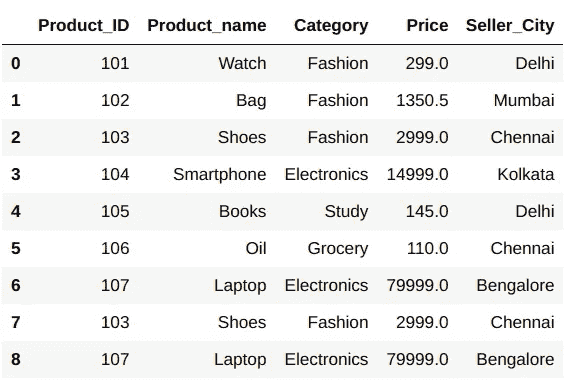 Product_ID Product_name Category Price Seller_City
0 101 Watch Fashion 299.0 Delhi
1 102 Bag Fashion 1350.5 Mumbai
2 103 Shoes Fashion 2999.0 Chennai
3 104 Smartphone Electronics 14999.0 Kolkata
4 105 Books Study 145.0 Delhi
5 106 Oil Grocery 110.0 Chennai
6 107 Laptop Electronics 79999.0 Bengalore
7 103 Shoes Fashion 2999.0 Chennai
8 107 Laptop Electronics 79999.0 Bengalore